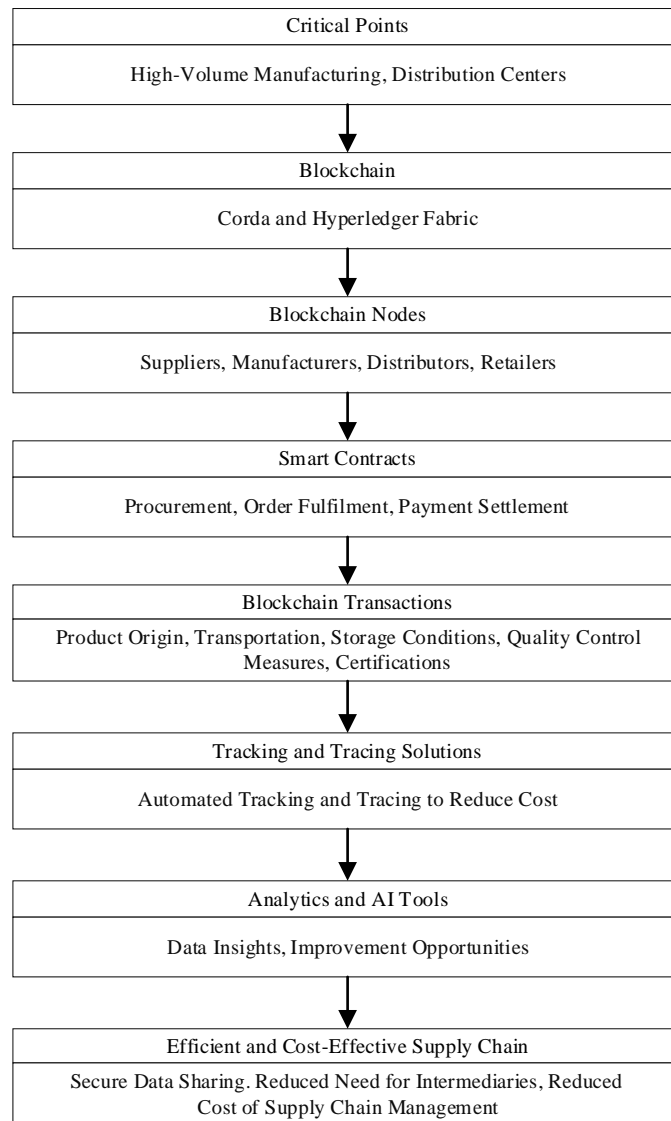 Critical Points
High-Volume Manufacturing, Distribution Centers
Blockchain
Corda and Hyperledger Fabric
Blockchain Nodes
Suppliers, Manufacturers, Distributors, Retailers
Smart Contracts
Procurement, Order Fulfilment, Payment Settlement
Blockchain Transactions
Product Origin, Transportation, Storage Conditions, Quality Control
Measures, Certifications
Tracking and Tracing Solutions
Automated Tracking and Tracing to Reduce Cost
Analytics and AI Tools
Data Insights, Improvement Opportunities
Efficient and Cost-Effective Supply Chain
Secure Data Sharing. Reduced Need for Intermediaries, Reduced
Cost of Supply Chain Management